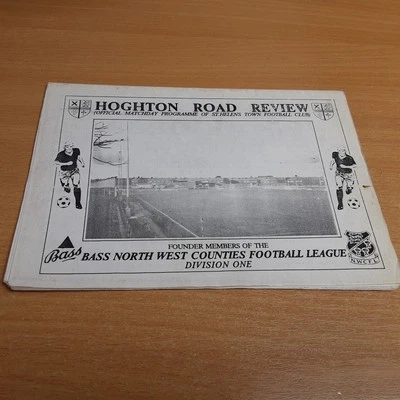 HOGHTON ROAD REVIEW
(OFFICIAL MATCHDAY PROGRAMME OF ST.HELENS TOWN FOOTBALL CLUB)
FOUNDER MEMBERS OF THE
Bass BASS NORTH WEST COUNTIES FOOTBALL LEAGUE
DIVISION ONE
N.W.C.F.L.